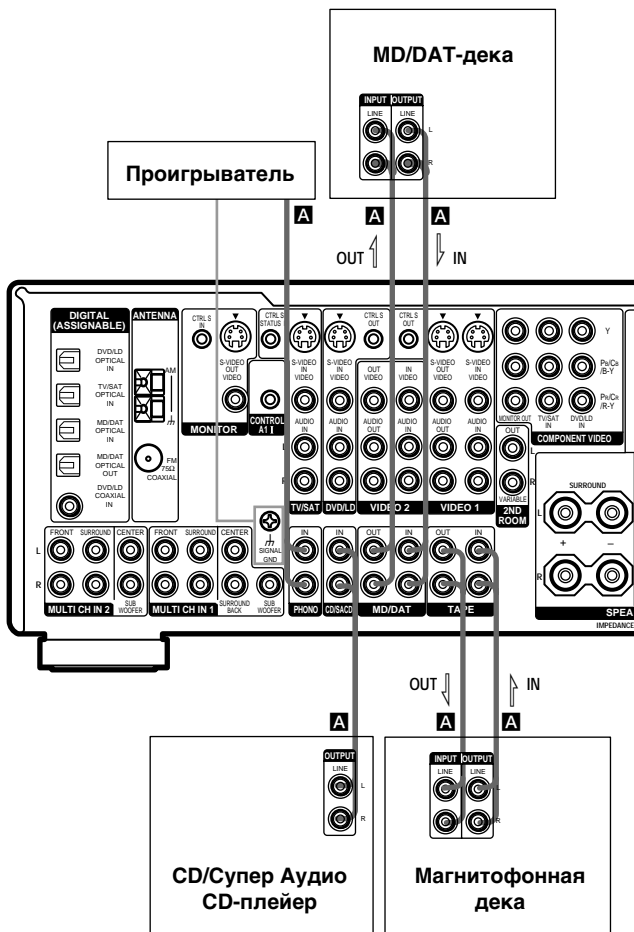 MD/DAT-дека
INPUT OUTPUT
LINE LINE
L
R
Проигрыватель
A A A
OUT IN
DIGITAL
(ASSIGNABLE)
DVD/LD
OPTICAL
IN
TV/SAT
OPTICAL
IN
MD/DAT
OPTICAL
IN
MD/DAT
OPTICAL
OUT
DVD/LD
COAXIAL
IN
ANTENNA
AM
FM
75Ω
COAXIAL
CTRL S
IN
S-VIDEO
OUT
VIDEO
MONITOR
CTRL S
STATUS
CONTROL
A1 II
S-VIDEO
IN
VIDEO
AUDIO
IN
L
R
TV/SAT
S-VIDEO
IN
VIDEO
AUDIO
IN
DVD/LD
CTRL S
OUT
CTRL S
OUT
OUT
VIDEO
IN
VIDEO
AUDIO
OUT
AUDIO
IN
VIDEO 2
S-VIDEO
OUT
VIDEO
S-VIDEO
IN
VIDEO
AUDIO
OUT
AUDIO
IN
VIDEO 1
Y
PB/CB
/B-Y
PR/CR
/R-Y
MONITOR OUT
TV/SAT
IN
DVD/LD
IN
COMPONENT VIDEO
OUT
L
R
VARIABLE
2ND
ROOM
SURROUND
L
+ –
R
SPEA
IMPEDANCE
FRONT SURROUND CENTER
L
R
SUB
WOOFER
MULTI CH IN 2
FRONT SURROUND CENTER
SURROUND
BACK
SUB
WOOFER
MULTI CH IN 1
SIGNAL
GND
IN
PHONO
IN
CD/SACD
OUT IN
MD/DAT
OUT IN
TAPE
OUT IN
A A A
OUTPUT
LINE
L
R
CD/Супер Аудио
CD-плейер
INPUT OUTPUT
LINE LINE
L
R
Магнитофонная
дека